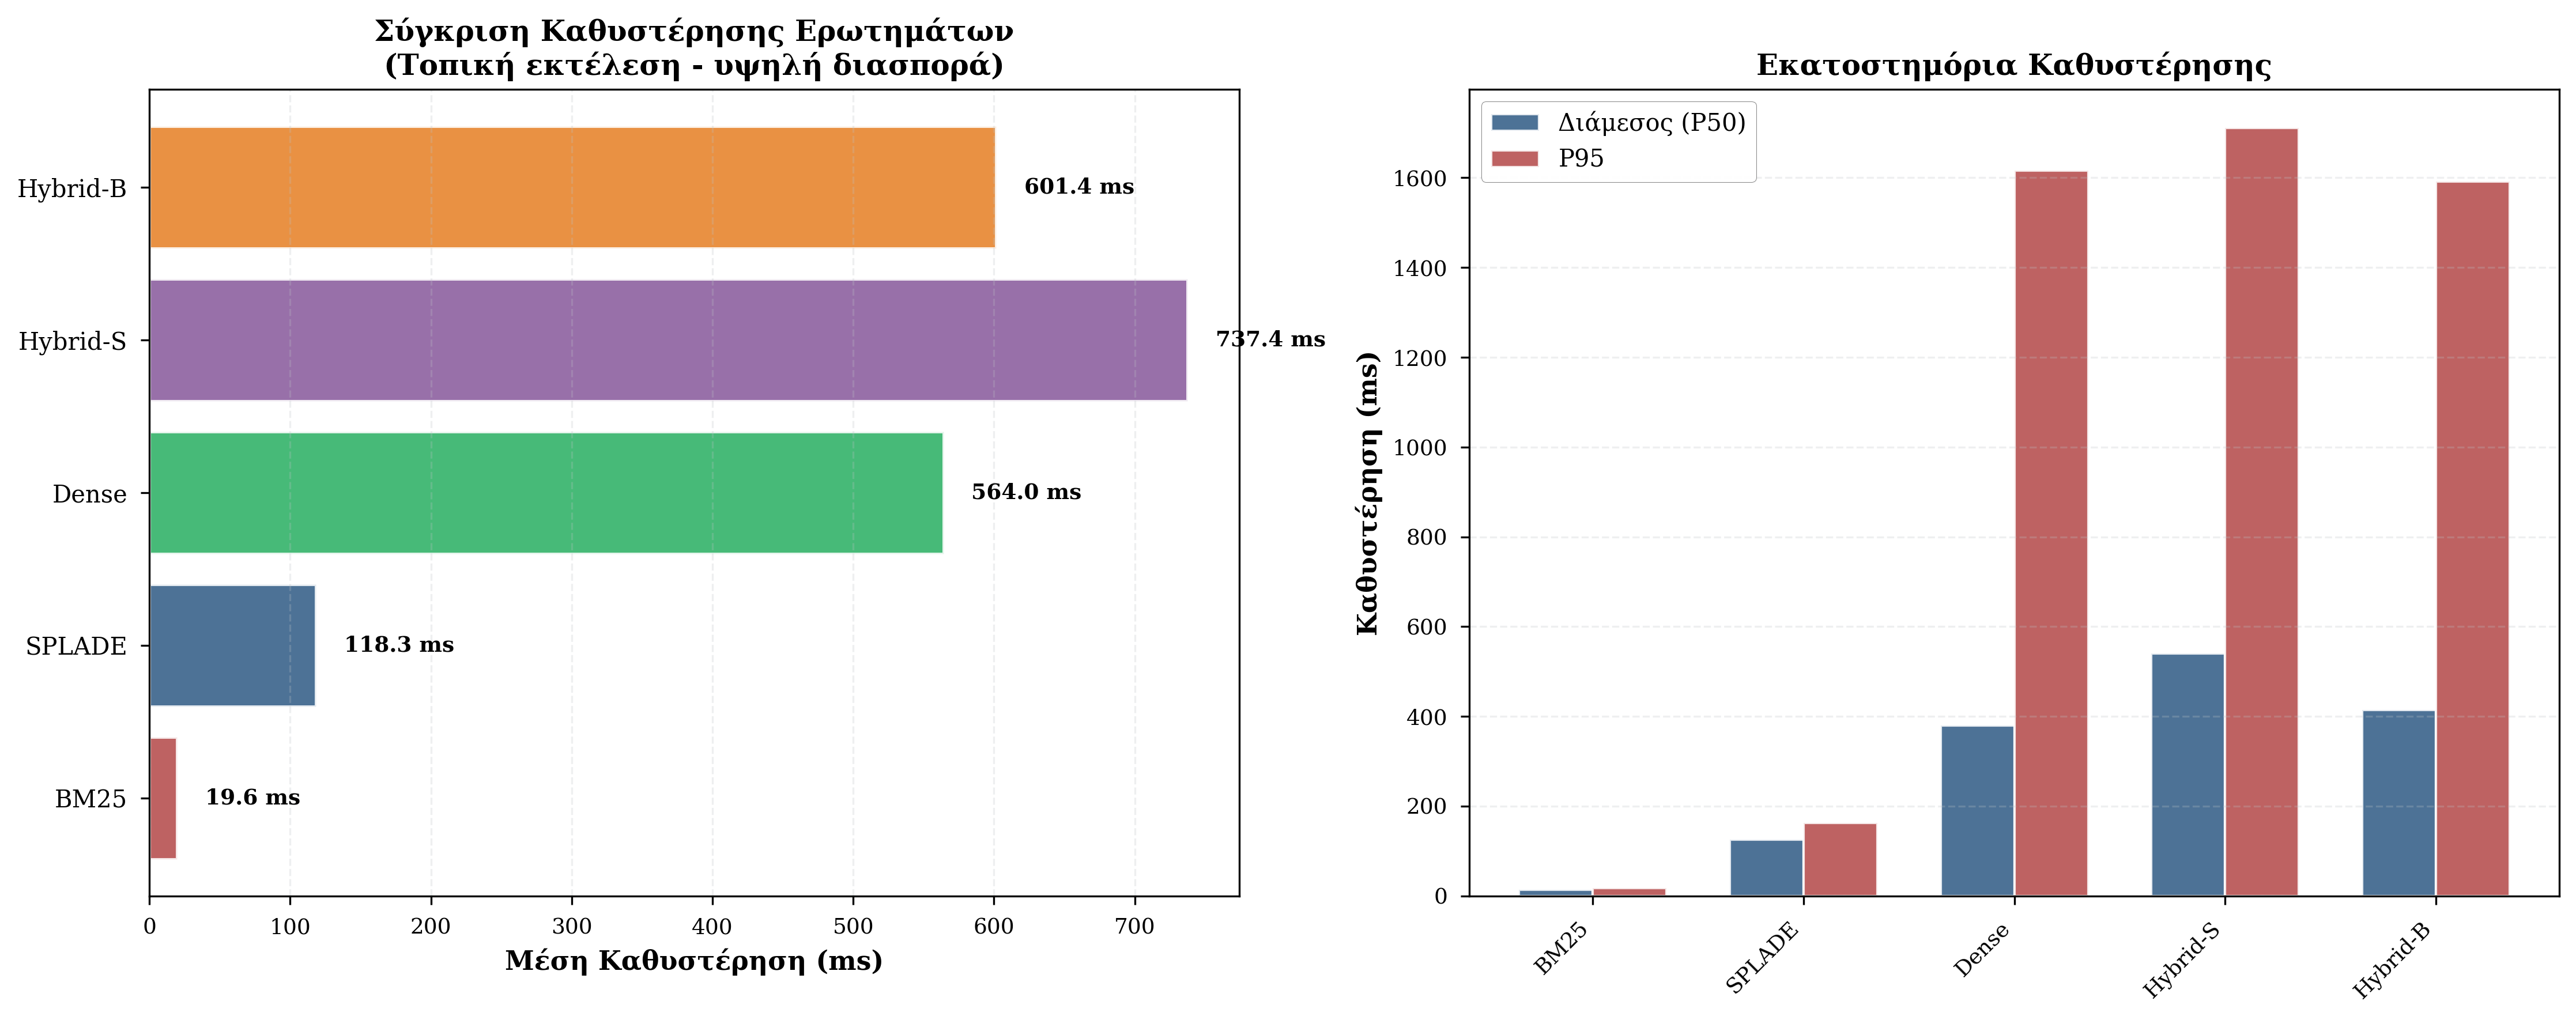 Σύγκριση Καθυστέρησης Ερωτημάτων
(Τοπική εκτέλεση - υψηλή διασπορά)
Hybrid-B
601.4 ms
Hybrid-S
737.4 ms
Dense
564.0 ms
SPLADE
118.3 ms
BM25
19.6 ms
0 100 200 300 400 500 600 700
Μέση Καθυστέρηση (ms)
Εκατοστημόρια Καθυστέρησης
Διάμεσος (P50)
P95
Καθυστέρηση (ms)
1600
1400
1200
1000
800
600
400
200
0
BM25 SPLADE Dense Hybrid-S Hybrid-B